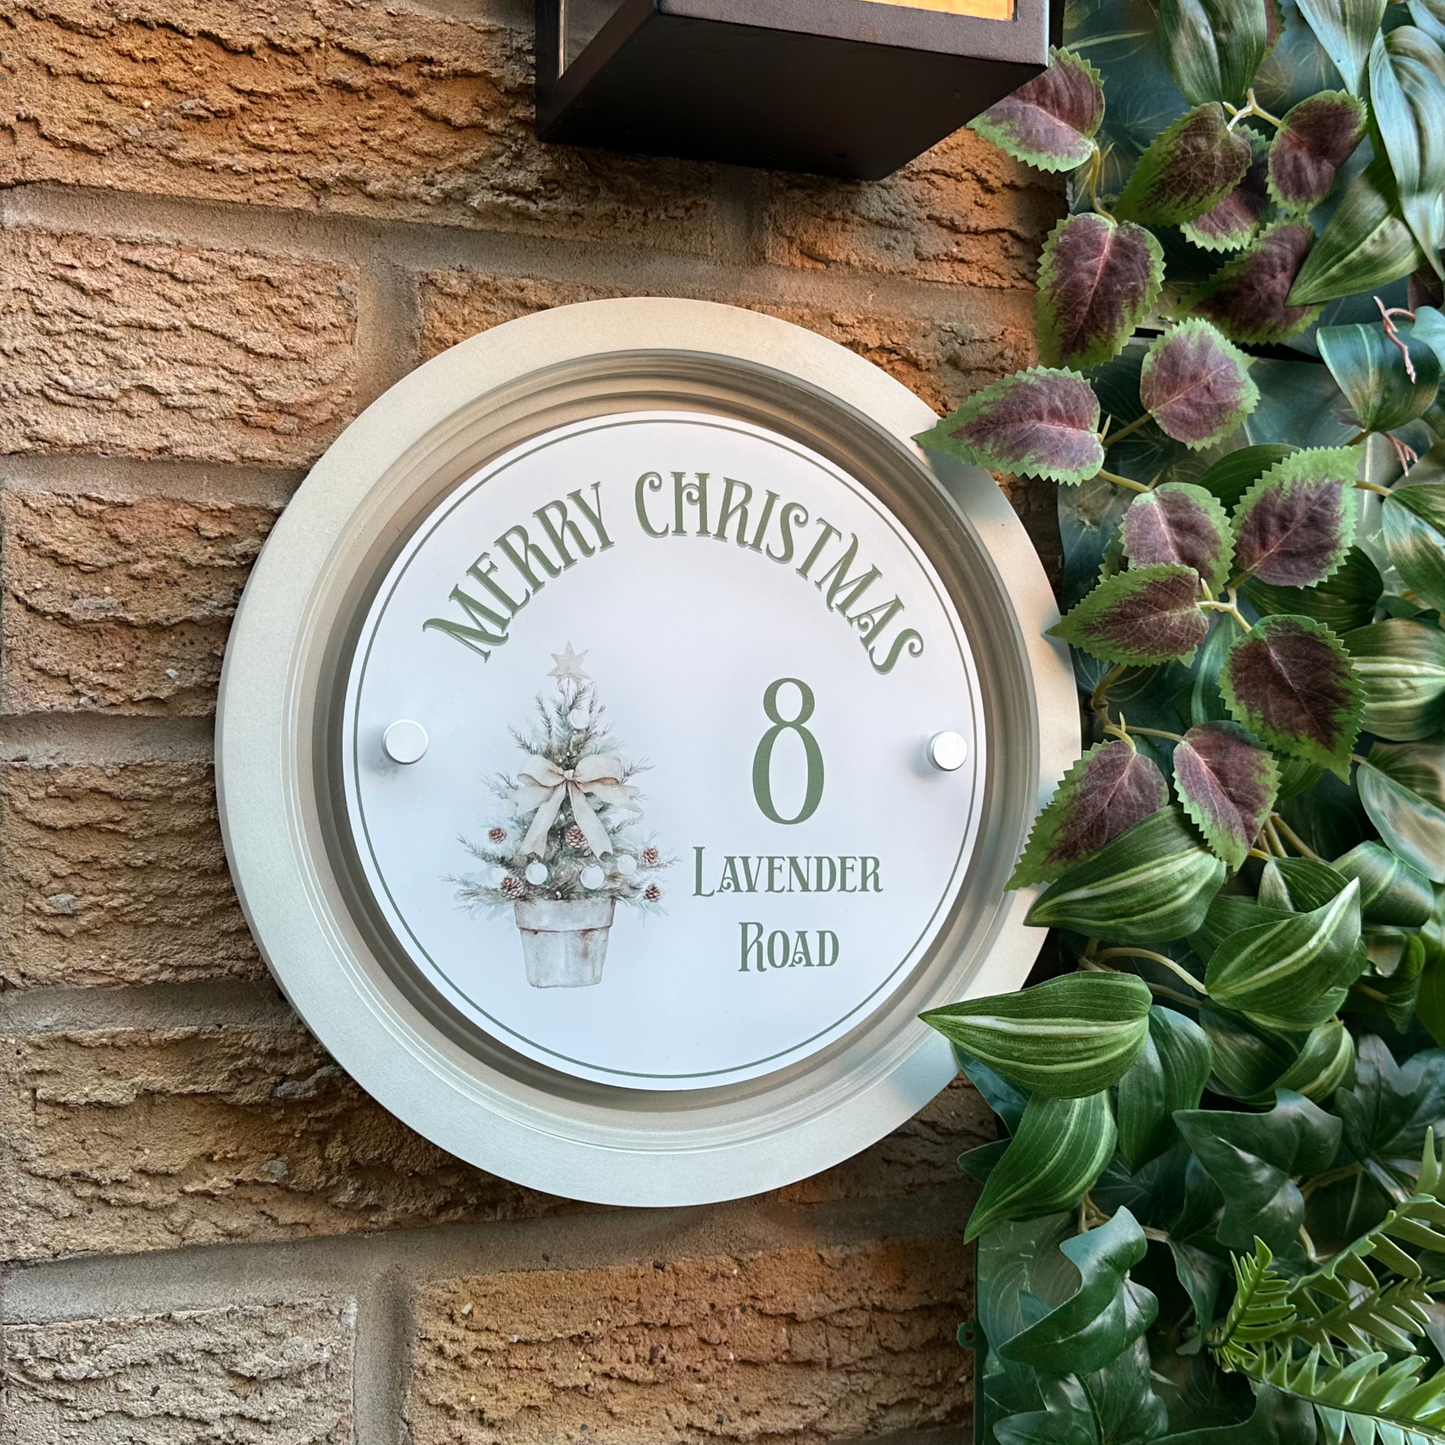 MERRY CHRISTMAS
8
LAVENDER
ROAD